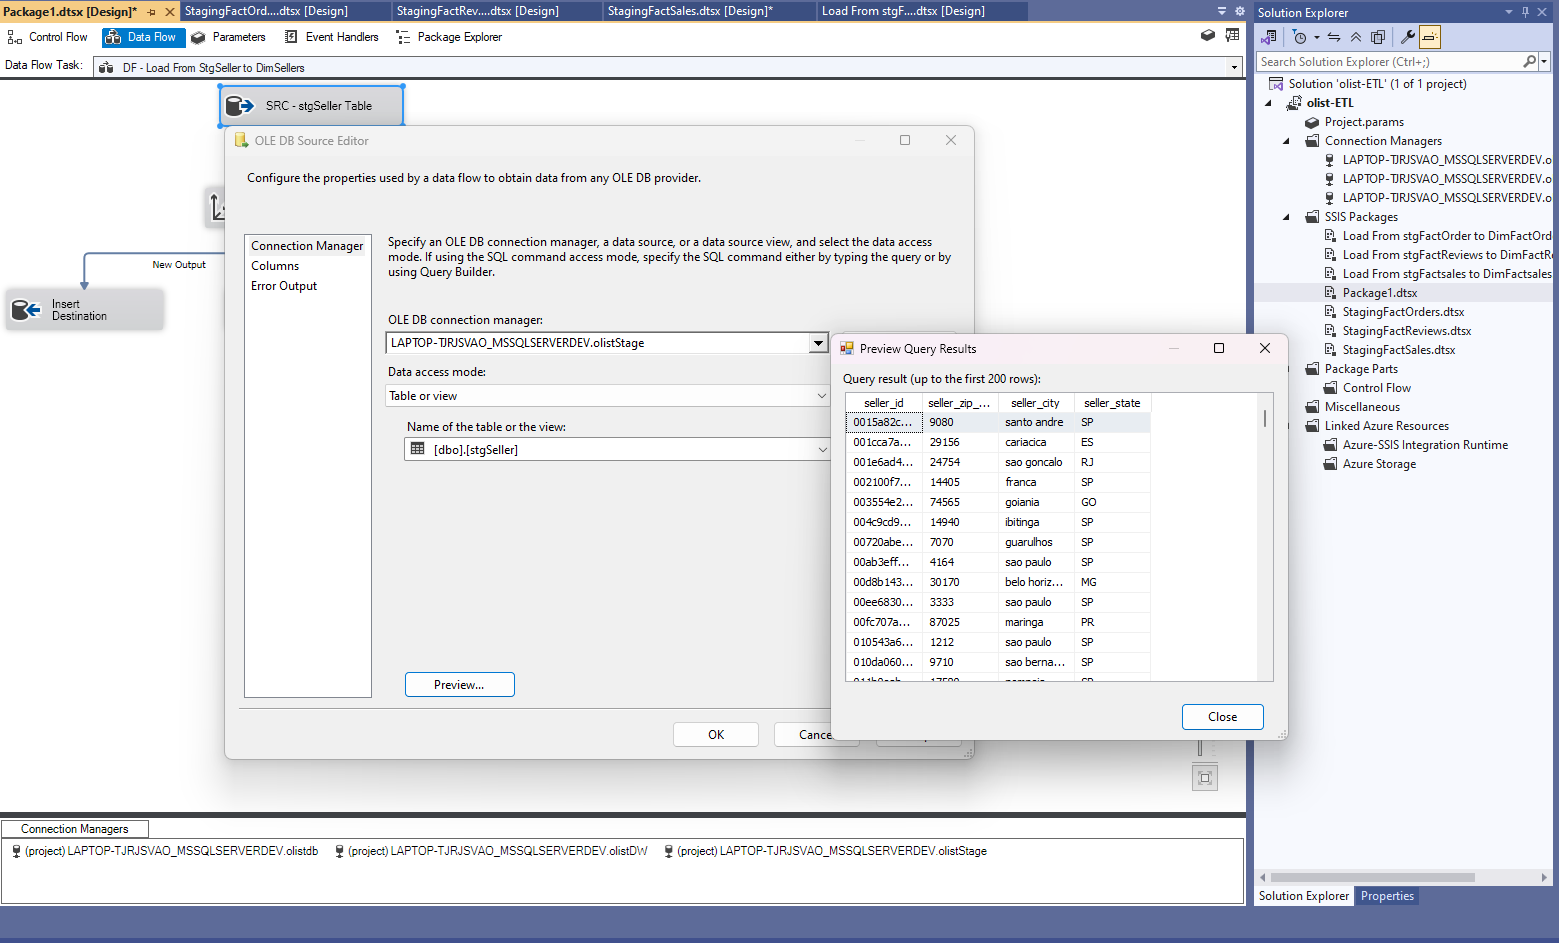 Package1.dtsx [Design]*
StagingFactOrd....dtsx [Design]
StagingFactRev....dtsx [Design]
StagingFactSales.dtsx [Design]*
Load From stgF....dtsx [Design]
Control Flow
Data Flow
Parameters
Event Handlers
Package Explorer
Data Flow Task:
DF - Load From StgSeller to DimSellers
SRC - stgSeller Table
New Output
Insert
Destination
OLE DB Source Editor
Configure the properties used by a data flow to obtain data from any OLE DB provider.
Connection Manager
Columns
Error Output
Specify an OLE DB connection manager, a data source, or a data source view, and select the data access
mode. If using the SQL command access mode, specify the SQL command either by typing the query or by
using Query Builder.
OLE DB connection manager:
LAPTOP-TJRJSVAO_MSSQLSERVERDEV.olistStage
Data access mode:
Table or view
Name of the table or the view:
[dbo].[stgSeller]
Preview...
OK
Cance
Preview Query Results
Query result (up to the first 200 rows):
seller_id seller_zip_... seller_city seller_state
0015a82c... 9080 santo andre SP
001cca7a... 29156 cariacica ES
001e6ad4... 24754 sao goncalo RJ
002100f7... 14405 franca SP
003554e2... 74565 goiania GO
004c9cd9... 14940 ibitinga SP
00720abe... 7070 guarulhos SP
00ab3eff... 4164 sao paulo SP
00d8b143... 30170 belo horiz... MG
00ee6830... 3333 sao paulo SP
00fc707a... 87025 maringa PR
010543a6... 1212 sao paulo SP
010da060... 9710 sao berna... SP
Close
Connection Managers
(project) LAPTOP-TJRJSVAO_MSSQLSERVERDEV.olistdb
(project) LAPTOP-TJRJSVAO_MSSQLSERVERDEV.olistDW
(project) LAPTOP-TJRJSVAO_MSSQLSERVERDEV.olistStage
Solution Explorer
Search Solution Explorer (Ctrl+;)
Solution 'olist-ETL' (1 of 1 project)
olist-ETL
Project.params
Connection Managers
LAPTOP-TJRJSVAO_MSSQLSERVERDEV.o
LAPTOP-TJRJSVAO_MSSQLSERVERDEV.o
LAPTOP-TJRJSVAO_MSSQLSERVERDEV.o
SSIS Packages
Load From stgFactOrder to DimFactOrd
Load From stgFactReviews to DimFactR
Load From stgFactsales to DimFactsales
Package1.dtsx
StagingFactOrders.dtsx
StagingFactReviews.dtsx
StagingFactSales.dtsx
Package Parts
Control Flow
Miscellaneous
Linked Azure Resources
Azure-SSIS Integration Runtime
Azure Storage
Solution Explorer
Properties